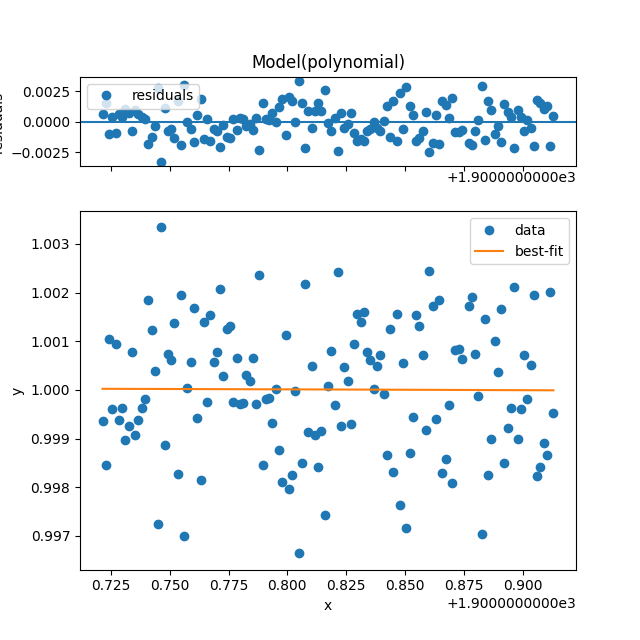 Model(polynomial)
0.0025
0.0000
−0.0025
residuals
+1.9000000000e3
1.003
1.002
1.001
1.000
0.999
0.998
0.997
y
data
best-fit
0.725 0.750 0.775 0.800 0.825 0.850 0.875 0.900
x
+1.9000000000e3